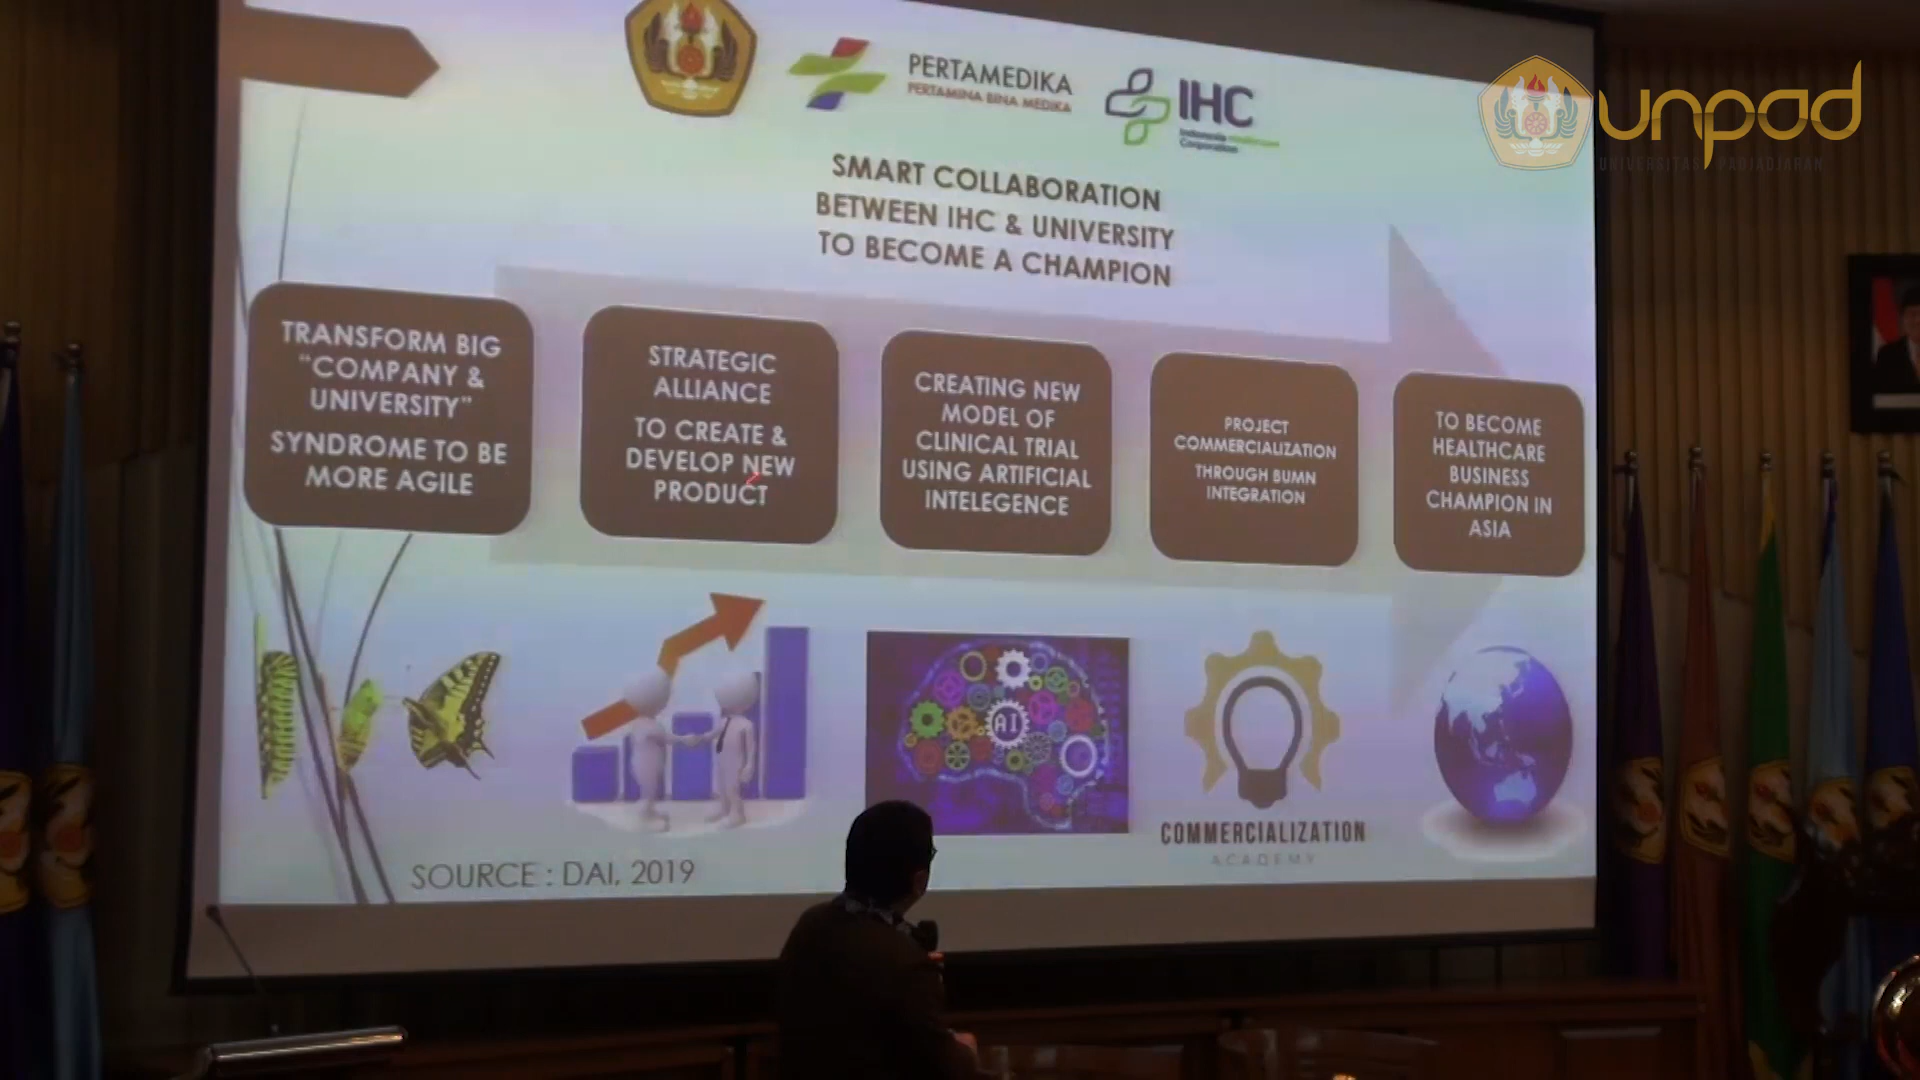 PERTAMEDIKA
PERTAMINA BINA MEDIKA
IHC
Indonesia Healthcare
Corporation
unpad
UNIVERSITAS PADJADJARAN
SMART COLLABORATION
BETWEEN IHC & UNIVERSITY
TO BECOME A CHAMPION
TRANSFORM BIG
“COMPANY &
UNIVERSITY”
SYNDROME TO BE
MORE AGILE
STRATEGIC
ALLIANCE
TO CREATE &
DEVELOP NEW
PRODUCT
CREATING NEW
MODEL OF
CLINICAL TRIAL
USING ARTIFICIAL
INTELEGENCE
PROJECT
COMMERCIALIZATION
THROUGH BUMN
INTEGRATION
TO BECOME
HEALTHCARE
BUSINESS
CHAMPION IN
ASIA
AI
COMMERCIALIZATION
ACADEMY
SOURCE : DAI, 2019